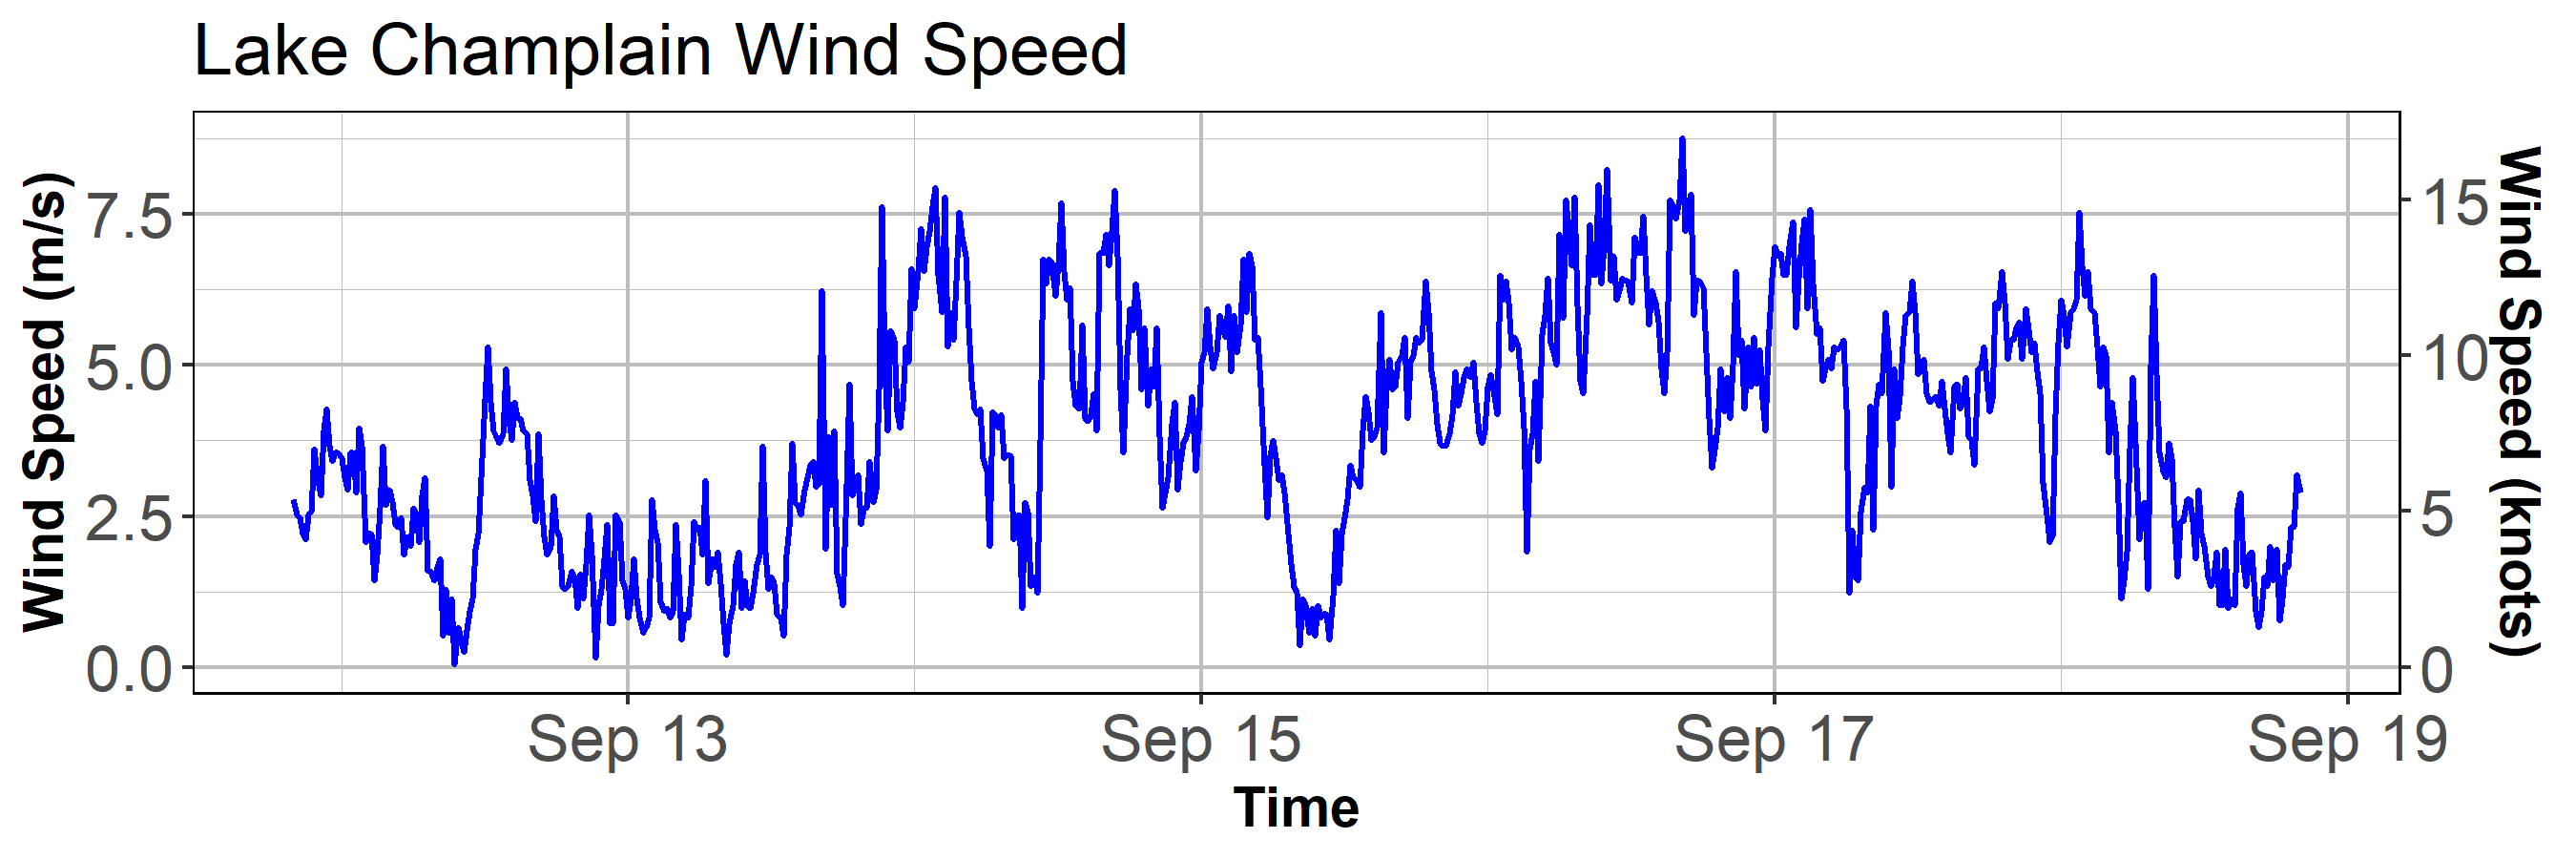 Lake Champlain Wind Speed
Wind Speed (m/s)
7.5
5.0
2.5
0.0
15
10
5
0
Wind Speed (knots)
Sep 13
Sep 15
Sep 17
Sep 19
Time